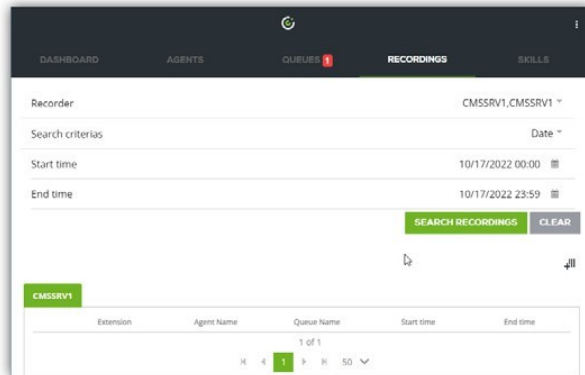 DASHBOARD AGENTS QUEUES 1 RECORDINGS SKILLS
Recorder CMSSRV1,CMSSRV1
Search criterias Date
Start time 10/17/2022 00:00
End time 10/17/2022 23:59
SEARCH RECORDINGS CLEAR
CMSSRV1
Extension Agent Name Queue Name Start time End time
1 of 1
1 50